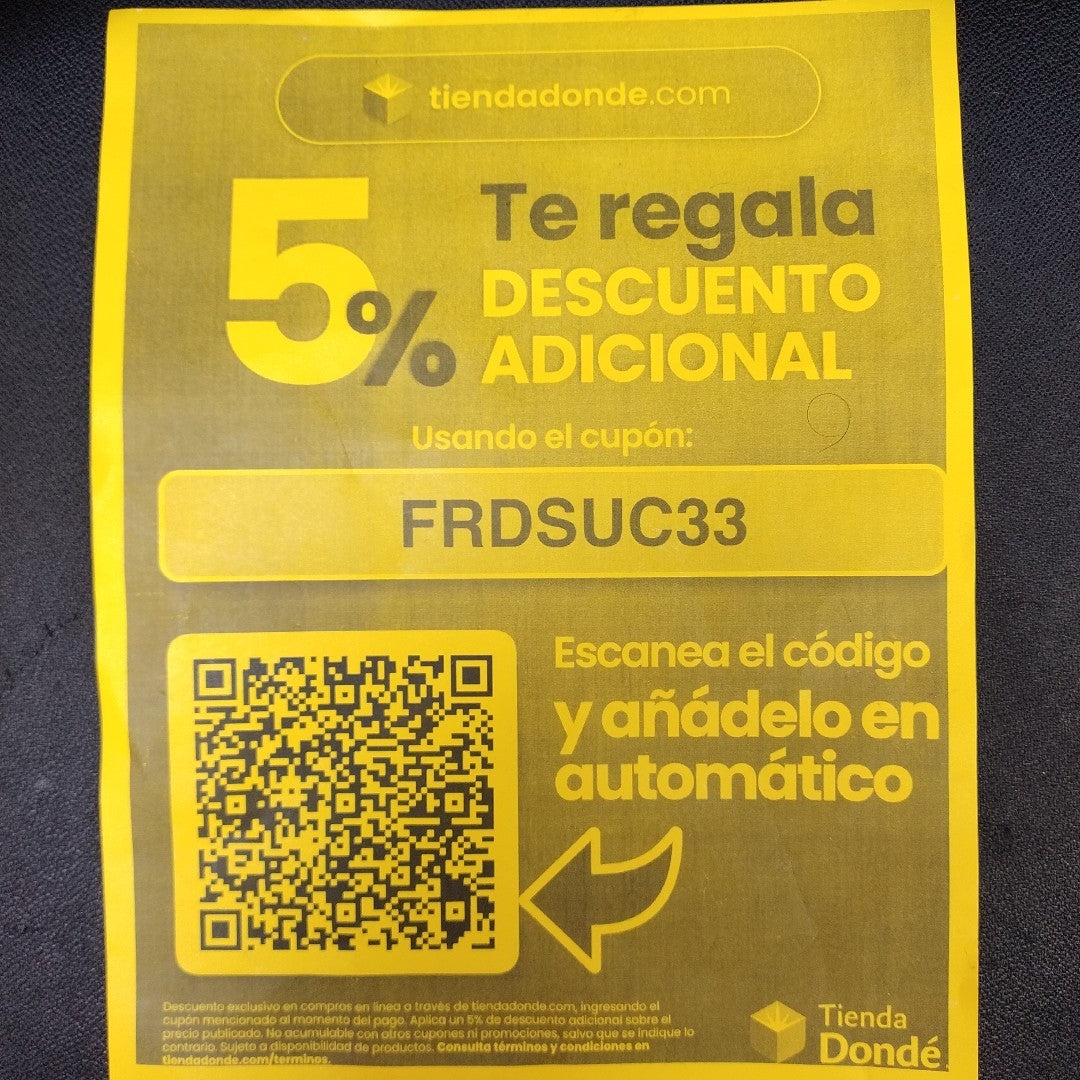 tiendadonde.com
5%
Te regala
DESCUENTO
ADICIONAL
Usando el cupón:
FRDSUC33
Escanea el código
y añádelo en
automático
Descuento exclusivo en compras en línea a través de tiendadonde.com, ingresando el
cupón mencionado al momento del pago. Aplica un 5% de descuento adicional sobre el
precio publicado. No acumulable con otros cupones ni promociones, salvo que se indique lo
contrario. Sujeto a disponibilidad de productos. Consulta términos y condiciones en
tiendadonde.com/terminos.
Tienda
Dondé